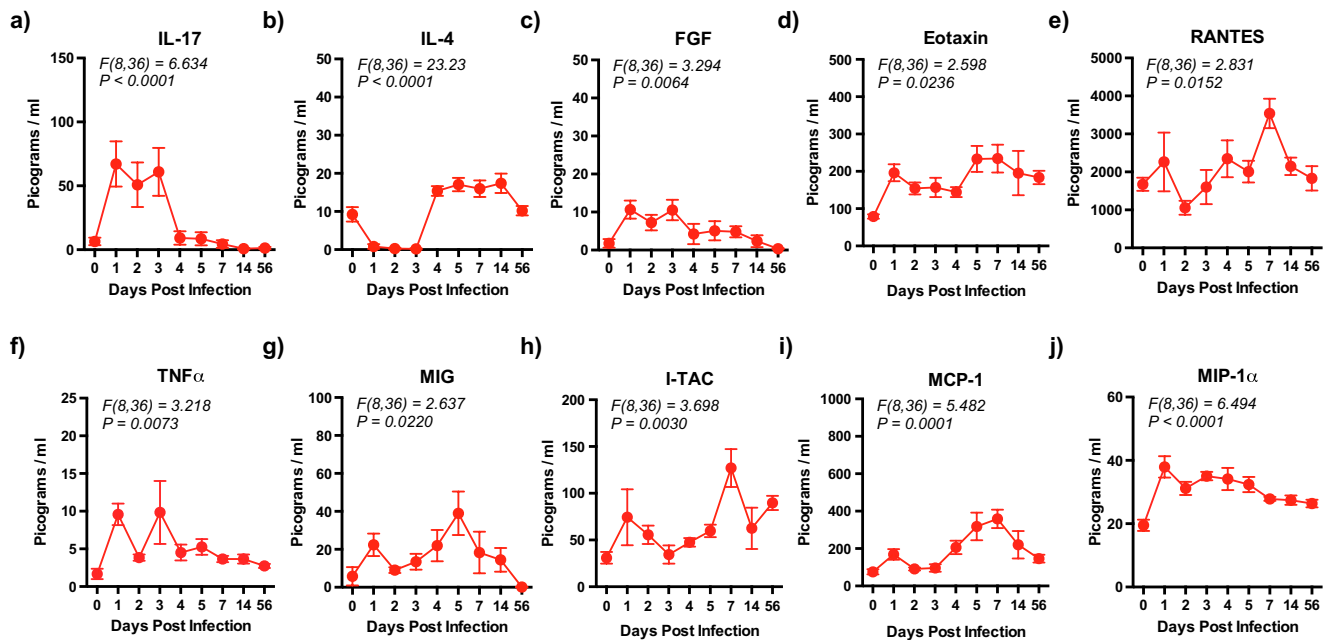 a)
IL-17
F(8,36) = 6.634
P < 0.0001
Picograms / ml
150
100
50
0
0 1 2 3 4 5 7 14 56
Days Post Infection
b)
IL-4
F(8,36) = 23.23
P < 0.0001
Picograms / ml
50
40
30
20
10
0
0 1 2 3 4 5 7 14 56
Days Post Infection
c)
FGF
F(8,36) = 3.294
P = 0.0064
Picograms / ml
50
40
30
20
10
0
0 1 2 3 4 5 7 14 56
Days Post Infection
d)
Eotaxin
F(8,36) = 2.598
P = 0.0236
Picograms / ml
500
400
300
200
100
0
0 1 2 3 4 5 7 14 56
Days Post Infection
e)
RANTES
F(8,36) = 2.831
P = 0.0152
Picograms / ml
5000
4000
3000
2000
1000
0
0 1 2 3 4 5 7 14 56
Days Post Infection
f)
TNFα
F(8,36) = 3.218
P = 0.0073
Picograms / ml
25
20
15
10
5
0
0 1 2 3 4 5 7 14 56
Days Post Infection
g)
MIG
F(8,36) = 2.637
P = 0.0220
Picograms / ml
100
80
60
40
20
0
0 1 2 3 4 5 7 14 56
Days Post Infection
h)
I-TAC
F(8,36) = 3.698
P = 0.0030
Picograms / ml
200
150
100
50
0
0 1 2 3 4 5 7 14 56
Days Post Infection
i)
MCP-1
F(8,36) = 5.482
P = 0.0001
Picograms / ml
1000
800
600
400
200
0
0 1 2 3 4 5 7 14 56
Days Post Infection
j)
MIP-1α
F(8,36) = 6.494
P < 0.0001
Picograms / ml
60
40
20
0
0 1 2 3 4 5 7 14 56
Days Post Infection